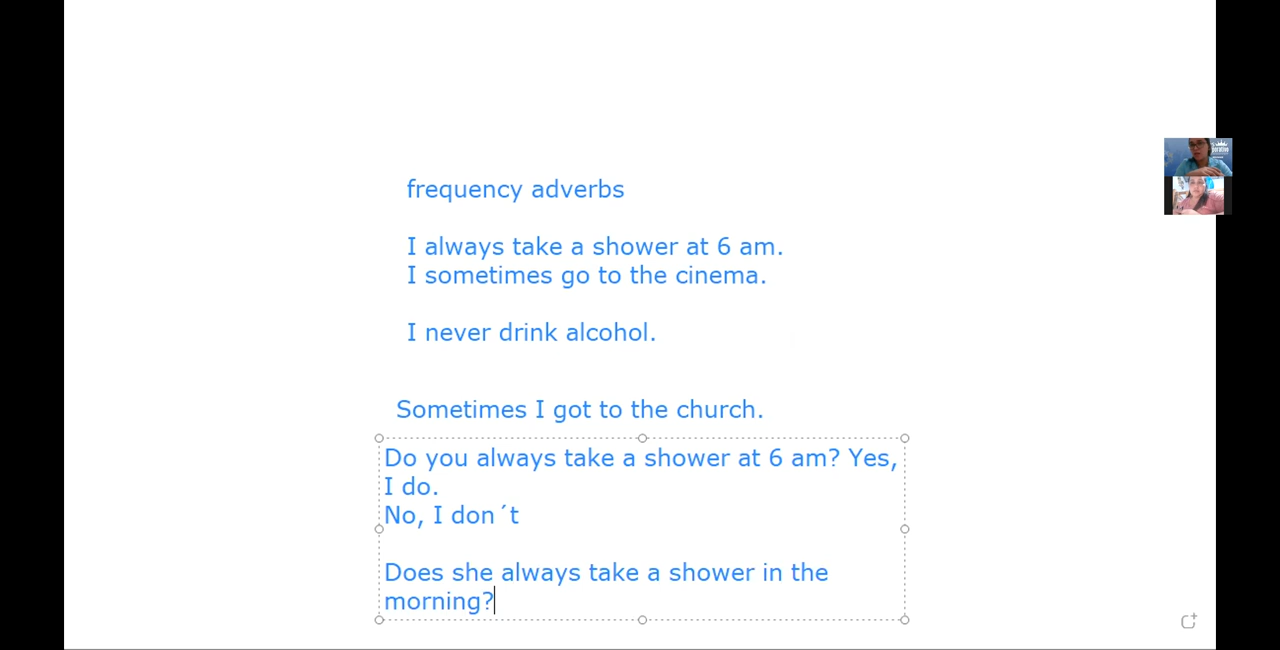 frequency adverbs
I always take a shower at 6 am.
I sometimes go to the cinema.
I never drink alcohol.
Sometimes I got to the church.
Do you always take a shower at 6 am? Yes,
I do.
No, I don´t
Does she always take a shower in the
morning?